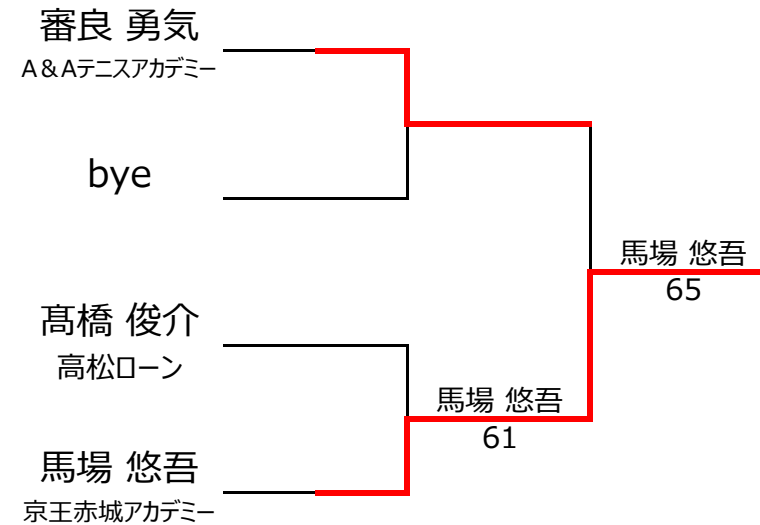 審良 勇気
A＆Aテニスアカデミー
bye
馬場 悠吾
65
髙橋 俊介
高松ローン
馬場 悠吾
61
馬場 悠吾
京王赤城アカデミー